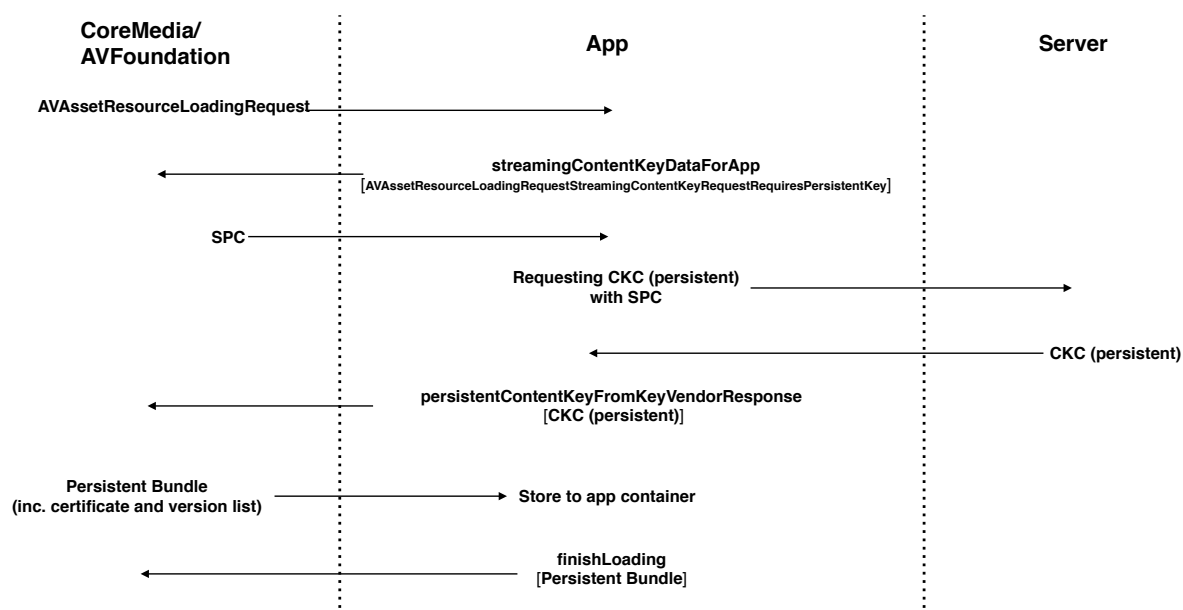 CoreMedia/
AVFoundation
App
Server
AVAssetResourceLoadingRequest
streamingContentKeyDataForApp
[AVAssetResourceLoadingRequestStreamingContentKeyRequestRequiresPersistentKey]
SPC
Requesting CKC (persistent)
with SPC
CKC (persistent)
persistentContentKeyFromKeyVendorResponse
[CKC (persistent)]
Persistent Bundle
(inc. certificate and version list)
Store to app container
finishLoading
[Persistent Bundle]